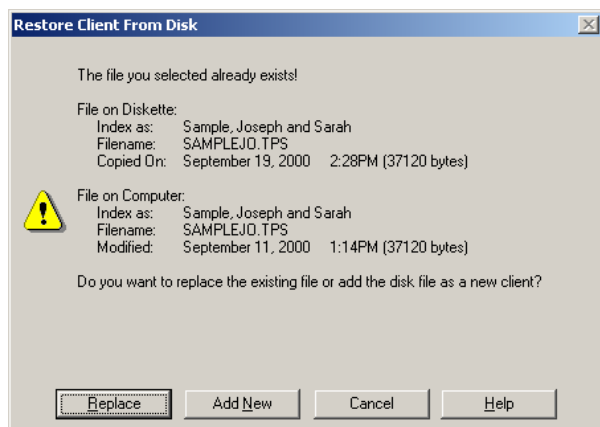 Restore Client From Disk
The file you selected already exists!
File on Diskette:
Index as: Sample, Joseph and Sarah
Filename: SAMPLEJO.TPS
Copied On: September 19, 2000 2:28PM (37120 bytes)
File on Computer:
Index as: Sample, Joseph and Sarah
Filename: SAMPLEJO.TPS
Modified: September 11, 2000 1:14PM (37120 bytes)
Do you want to replace the existing file or add the disk file as a new client?
Replace Add New Cancel Help